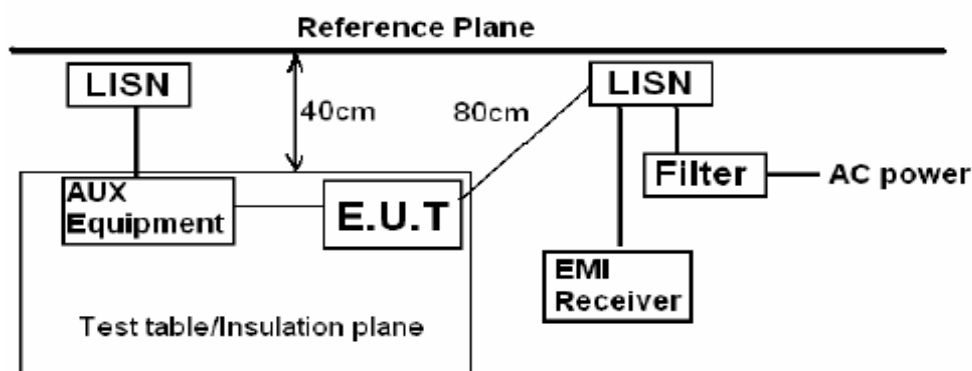 Reference Plane
LISN
40cm
80cm
LISN
AUX
Equipment
E.U.T
Filter
AC power
EMI
Receiver
Test table/Insulation plane